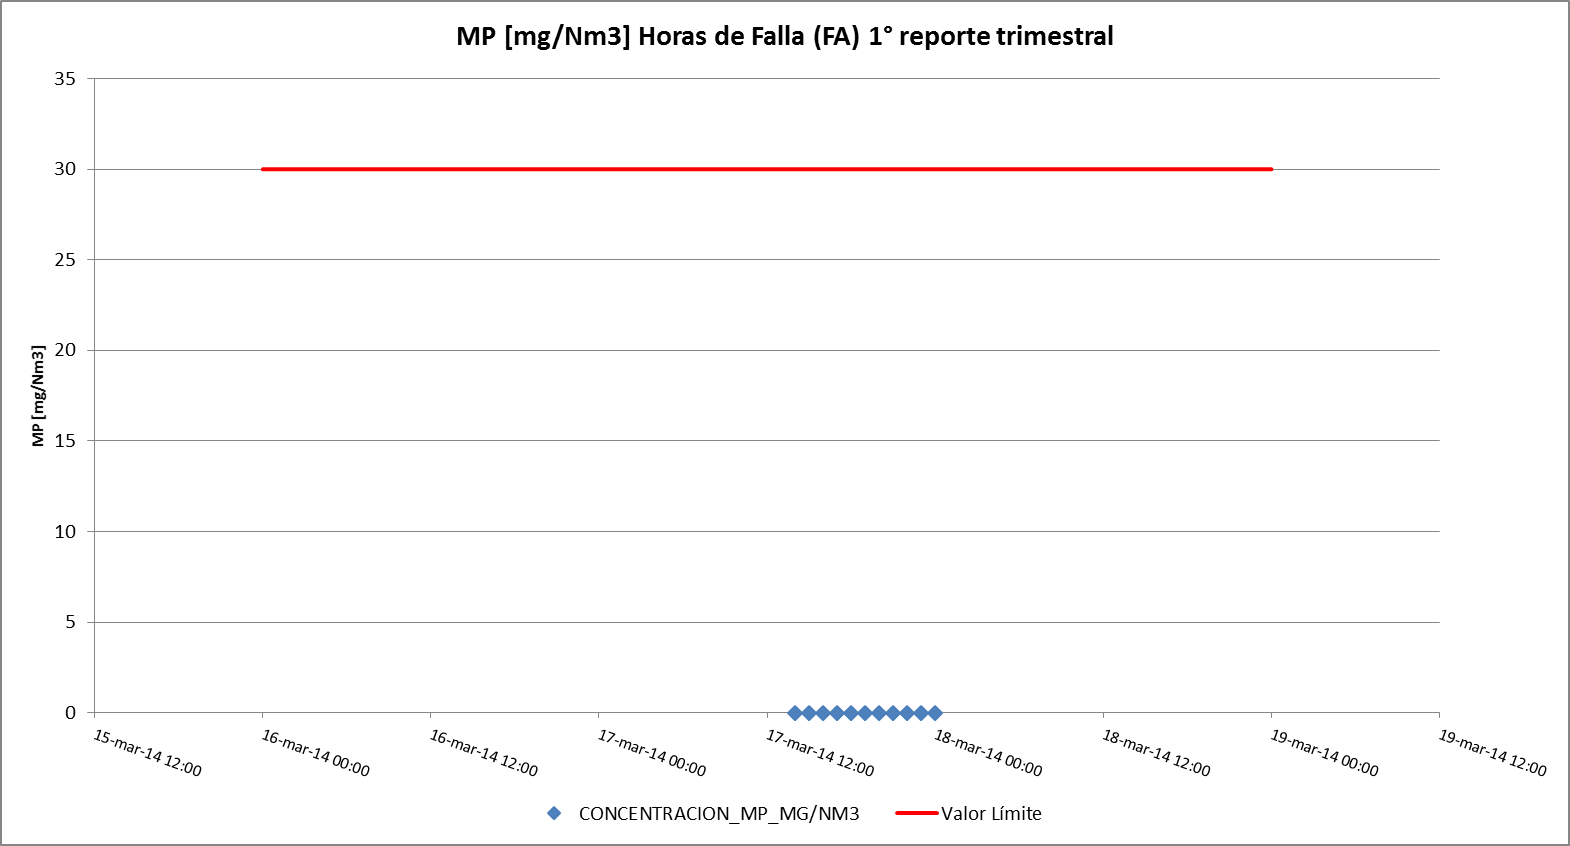 MP [mg/Nm3] Horas de Falla (FA) 1° reporte trimestral
35
30
25
20
15
10
5
0
MP [mg/Nm3]
15-mar-14 12:00
16-mar-14 00:00
16-mar-14 12:00
17-mar-14 00:00
17-mar-14 12:00
18-mar-14 00:00
18-mar-14 12:00
19-mar-14 00:00
19-mar-14 12:00
CONCENTRACION_MP_MG/NM3
Valor Límite